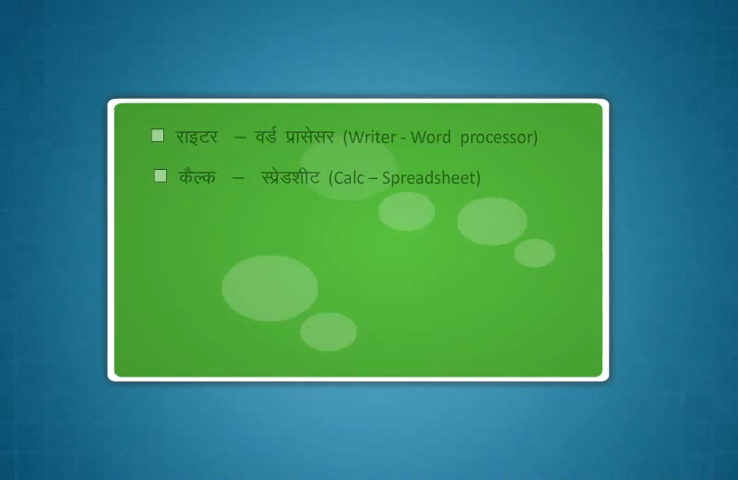 राइटर – वर्ड प्रासेसर (Writer - Word processor)
कैल्क – स्प्रेडशीट (Calc – Spreadsheet)